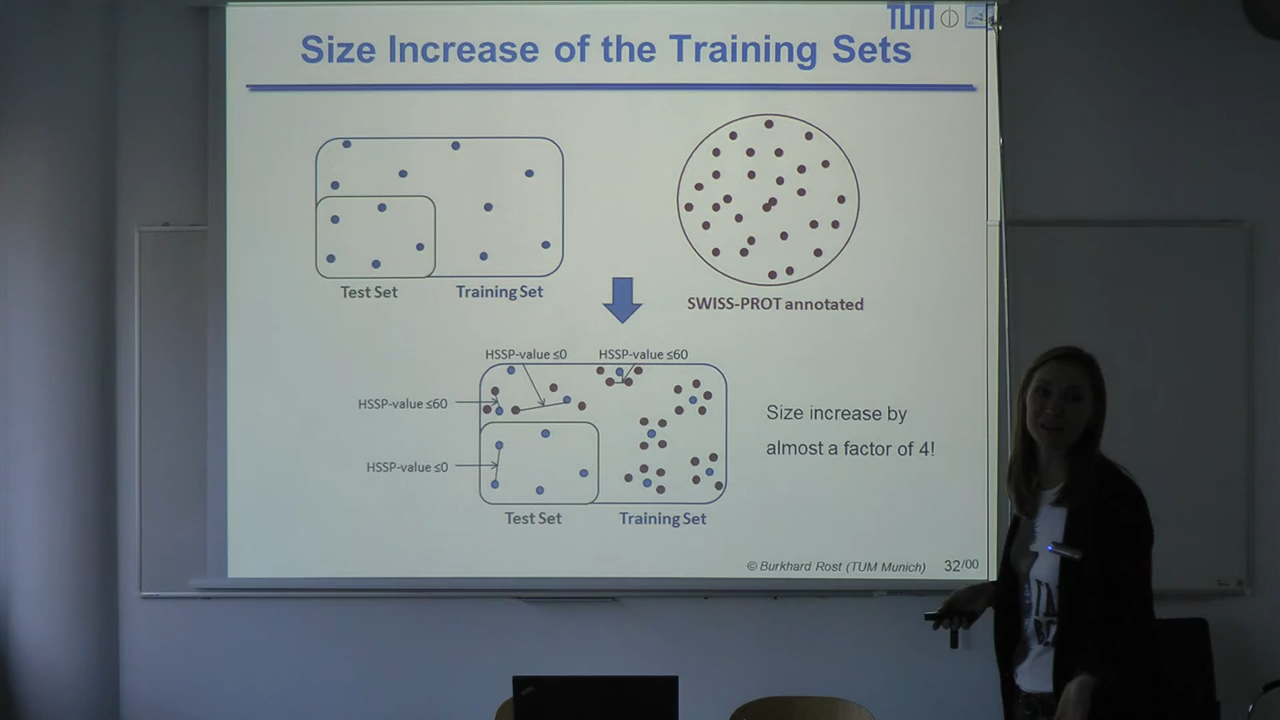 TUM
Size Increase of the Training Sets
Test Set
Training Set
SWISS-PROT annotated
HSSP-value ≤0
HSSP-value ≤60
HSSP-value ≤60
HSSP-value ≤0
Size increase by
almost a factor of 4!
Test Set
Training Set
© Burkhard Rost (TUM Munich)
32/00